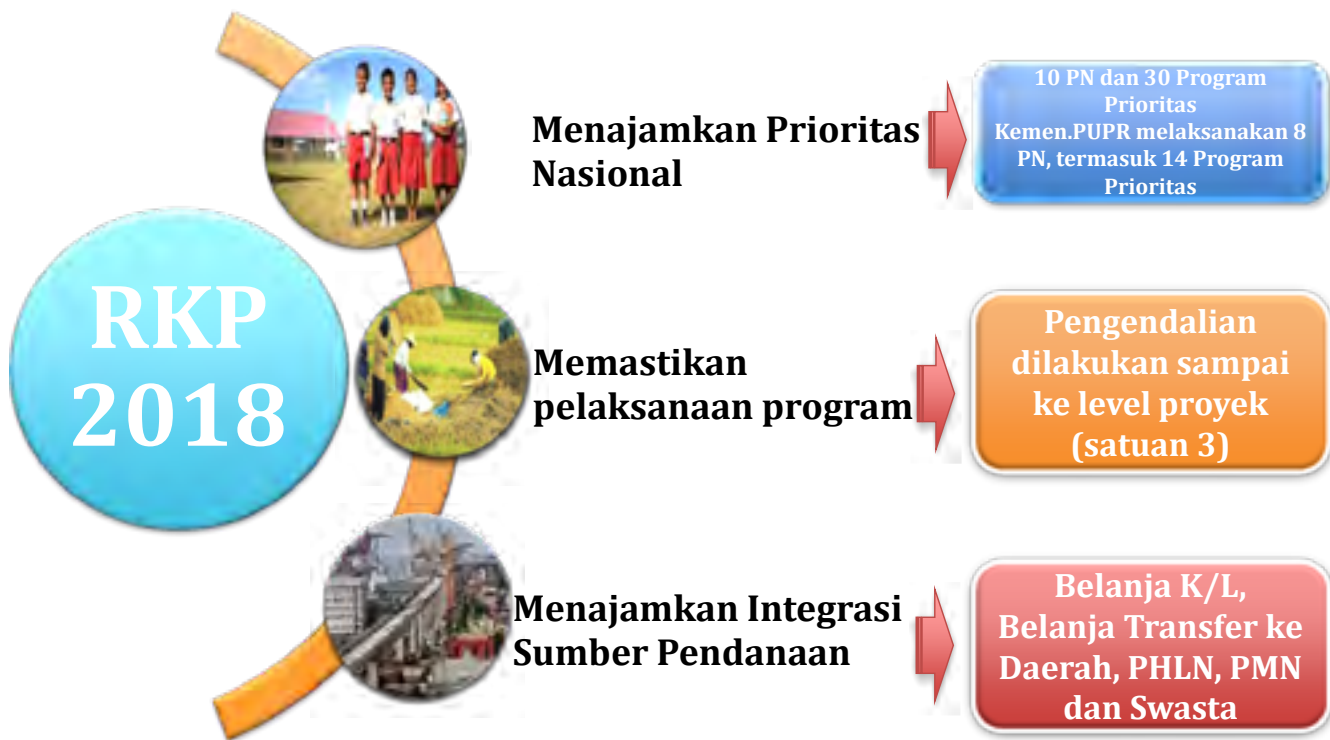 RKP
2018
Menajamkan Prioritas
Nasional
10 PN dan 30 Program
Prioritas
Kemen.PUPR melaksanakan 8
PN, termasuk 14 Program
Prioritas
Memastikan
pelaksanaan program
Pengendalian
dilakukan sampai
ke level proyek
(satuan 3)
Menajamkan Integrasi
Sumber Pendanaan
Belanja K/L,
Belanja Transfer ke
Daerah, PHLN, PMN
dan Swasta